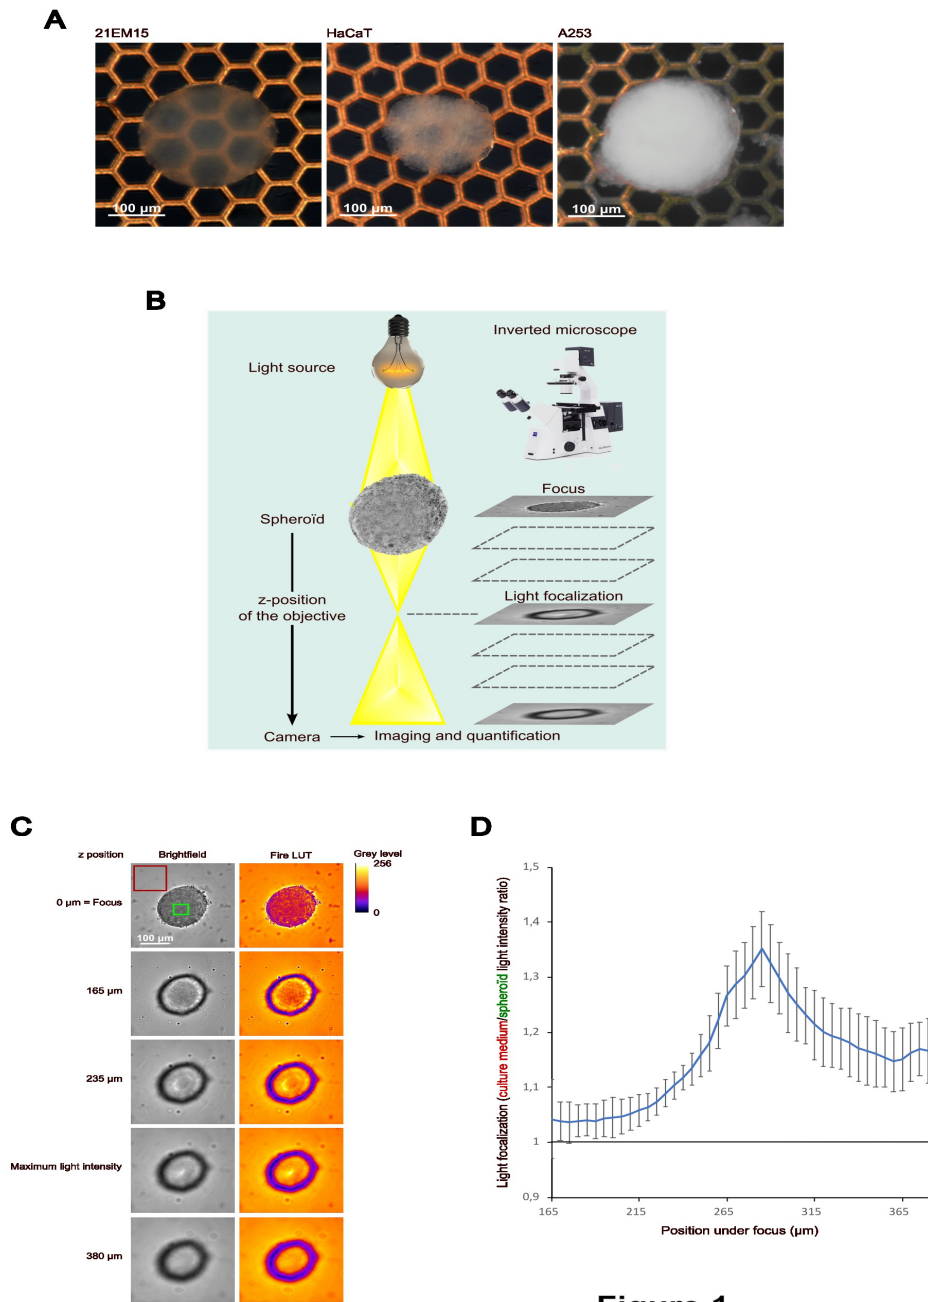 A
21EM15
HaCaT
A253
100 µm
100 µm
100 µm
B
Light source
Inverted microscope
Focus
Spheroïd
z-position
of the objective
Light focalization
Camera
Imaging and quantification
C
z position
Brightfield
Fire LUT
Grey level
256
0
0 µm = Focus
100 µm
165 µm
235 µm
Maximum light intensity
380 µm
D
Light focalization (culture medium/spheroïd light intensity ratio)
1,5
1,4
1,3
1,2
1,1
1
0,9
165
215
265
315
365
Position under focus (µm)